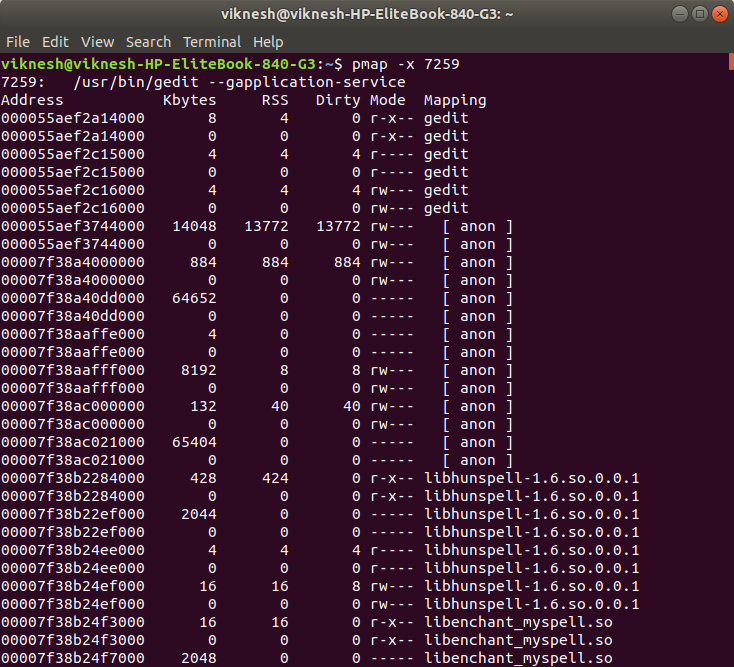 viknesh@viknesh-HP-EliteBook-840-G3: ~
File Edit View Search Terminal Help
viknesh@viknesh-HP-EliteBook-840-G3:~$ pmap -x 7259
7259:   /usr/bin/gedit --gapplication-service
Address           Kbytes     RSS   Dirty Mode  Mapping
000055aef2a14000       8       4       0 r-x-- gedit
000055aef2a14000       0       0       0 r-x-- gedit
000055aef2c15000       4       4       4 r---- gedit
000055aef2c15000       0       0       0 r---- gedit
000055aef2c16000       4       4       4 rw--- gedit
000055aef2c16000       0       0       0 rw--- gedit
000055aef3744000   14048   13772   13772 rw---   [ anon ]
000055aef3744000       0       0       0 rw---   [ anon ]
00007f38a4000000     884     884     884 rw---   [ anon ]
00007f38a4000000       0       0       0 rw---   [ anon ]
00007f38a40dd000   64652       0       0 -----   [ anon ]
00007f38a40dd000       0       0       0 -----   [ anon ]
00007f38aaffe000       4       0       0 -----   [ anon ]
00007f38aaffe000       0       0       0 -----   [ anon ]
00007f38aafff000    8192       8       8 rw---   [ anon ]
00007f38aafff000       0       0       0 rw---   [ anon ]
00007f38ac000000     132      40      40 rw---   [ anon ]
00007f38ac000000       0       0       0 rw---   [ anon ]
00007f38ac021000   65404       0       0 -----   [ anon ]
00007f38ac021000       0       0       0 -----   [ anon ]
00007f38b2284000     428     424       0 r-x-- libhunspell-1.6.so.0.0.1
00007f38b2284000       0       0       0 r-x-- libhunspell-1.6.so.0.0.1
00007f38b22ef000    2044       0       0 ----- libhunspell-1.6.so.0.0.1
00007f38b22ef000       0       0       0 ----- libhunspell-1.6.so.0.0.1
00007f38b24ee000       4       4       4 r---- libhunspell-1.6.so.0.0.1
00007f38b24ee000       0       0       0 r---- libhunspell-1.6.so.0.0.1
00007f38b24ef000      16      16       8 rw--- libhunspell-1.6.so.0.0.1
00007f38b24ef000       0       0       0 rw--- libhunspell-1.6.so.0.0.1
00007f38b24f3000      16      16       0 r-x-- libenchant_myspell.so
00007f38b24f3000       0       0       0 r-x-- libenchant_myspell.so
00007f38b24f7000    2048       0       0 ----- libenchant_myspell.so